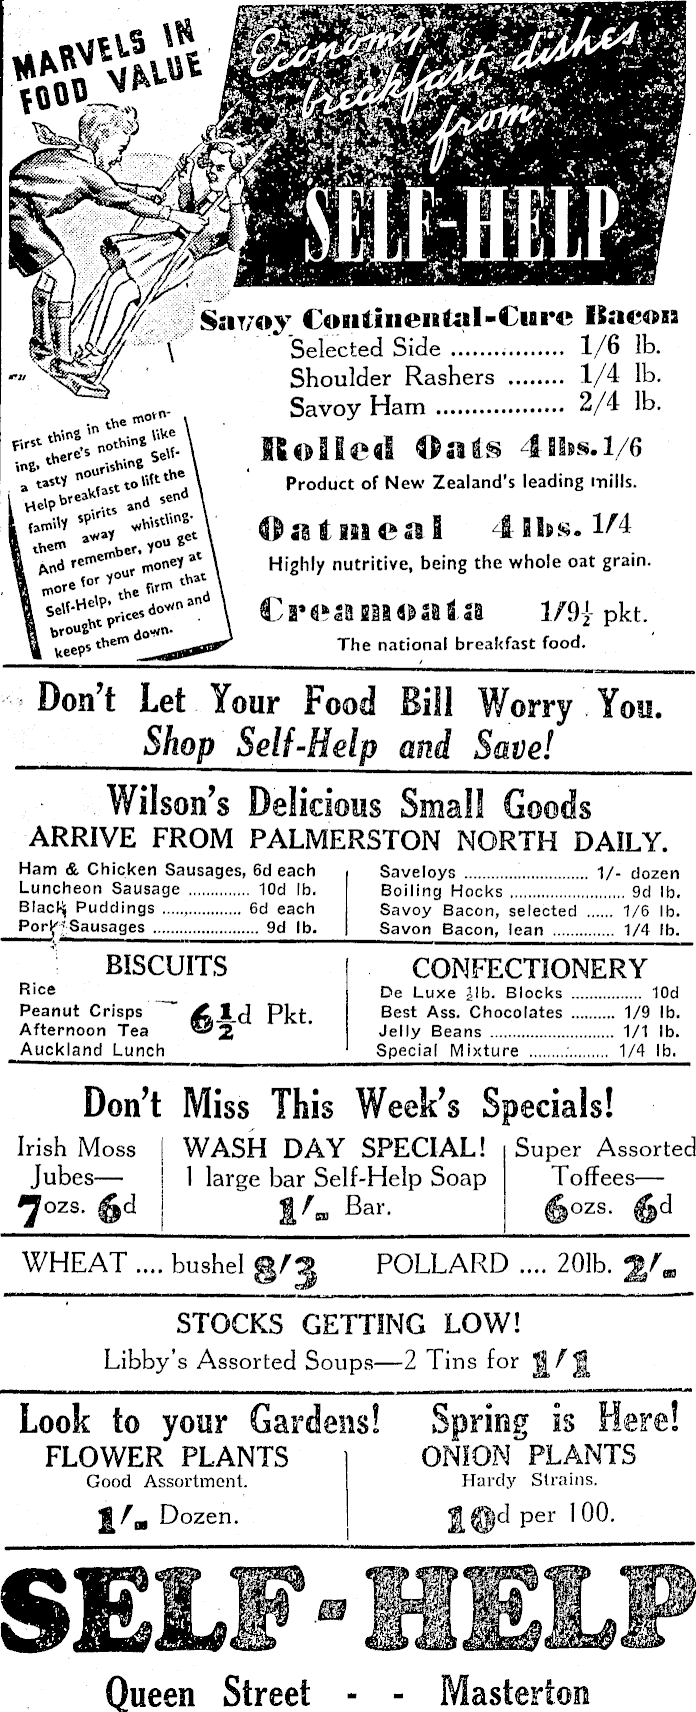 MARVELS IN
FOOD VALUE
Economy
breakfast dishes
from
SELF-HELP
Savoy Continental-Cure Bacon
Selected Side ................ 1/6 lb.
Shoulder Rashers ........ 1/4 lb.
Savoy Ham .................. 2/4 lb.
First thing in the morn-
ing, there's nothing like
a tasty nourishing Self-
Help breakfast to lift the
family spirits and send
them away whistling.
And remember, you get
more for your money at
Self-Help, the firm that
brought prices down and
keeps them down.
Rolled Oats 4lbs. 1/6
Product of New Zealand's leading mills.
Oatmeal 4lbs. 1/4
Highly nutritive, being the whole oat grain.
Creamoata 1/9½ pkt.
The national breakfast food.
Don't Let Your Food Bill Worry You.
Shop Self-Help and Save!
Wilson's Delicious Small Goods
ARRIVE FROM PALMERSTON NORTH DAILY.
Ham & Chicken Sausages, 6d each
Luncheon Sausage ............. 10d lb.
Black Puddings ................. 6d each
Pork Sausages ....................... 9d lb.
Saveloys ........................... 1/- dozen
Boiling Hocks ......................... 9d lb.
Savoy Bacon, selected ...... 1/6 lb.
Savon Bacon, lean ............. 1/4 lb.
BISCUITS
Rice
Peanut Crisps
Afternoon Tea
Auckland Lunch
6½d Pkt.
CONFECTIONERY
De Luxe ½lb. Blocks ................ 10d
Best Ass. Chocolates .......... 1/9 lb.
Jelly Beans ........................... 1/1 lb.
Special Mixture .................. 1/4 lb.
Don't Miss This Week's Specials!
Irish Moss
Jubes—
7ozs. 6d
WASH DAY SPECIAL!
1 large bar Self-Help Soap
1/- Bar.
Super Assorted
Toffees—
6ozs. 6d
WHEAT .... bushel 8/3
POLLARD .... 20lb. 2/-
STOCKS GETTING LOW!
Libby's Assorted Soups—2 Tins for 1/1
Look to your Gardens! Spring is Here!
FLOWER PLANTS
Good Assortment.
1/- Dozen.
ONION PLANTS
Hardy Strains.
10d per 100.
SELF-HELP
Queen Street - - Masterton